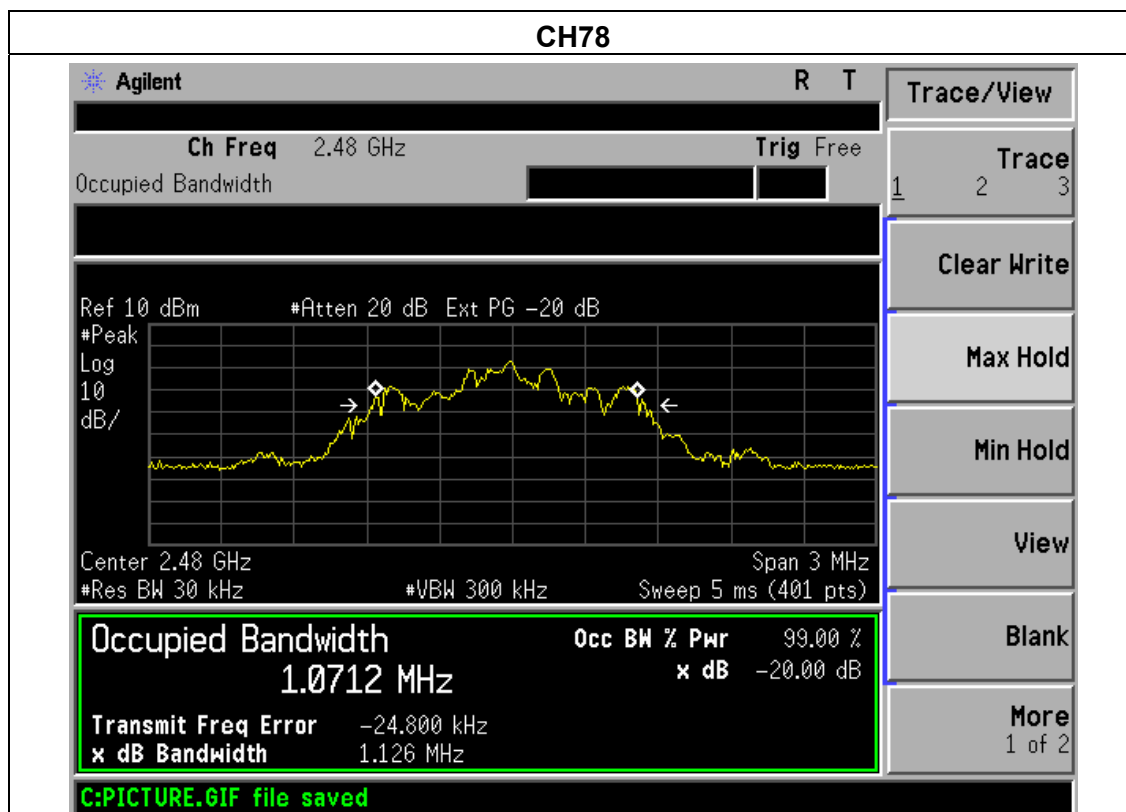 CH78
Agilent R T
Trace/View
Ch Freq 2.48 GHz Trig Free
Occupied Bandwidth
Trace
1 2 3
Clear Write
Max Hold
Min Hold
View
Blank
More
1 of 2
Ref 10 dBm #Atten 20 dB Ext PG -20 dB
#Peak
Log
10
dB/
Center 2.48 GHz Span 3 MHz
#Res BW 30 kHz #VBW 300 kHz Sweep 5 ms (401 pts)
Occupied Bandwidth Occ BW % Pwr 99.00 %
1.0712 MHz x dB -20.00 dB
Transmit Freq Error -24.800 kHz
x dB Bandwidth 1.126 MHz
C:PICTURE.GIF file saved